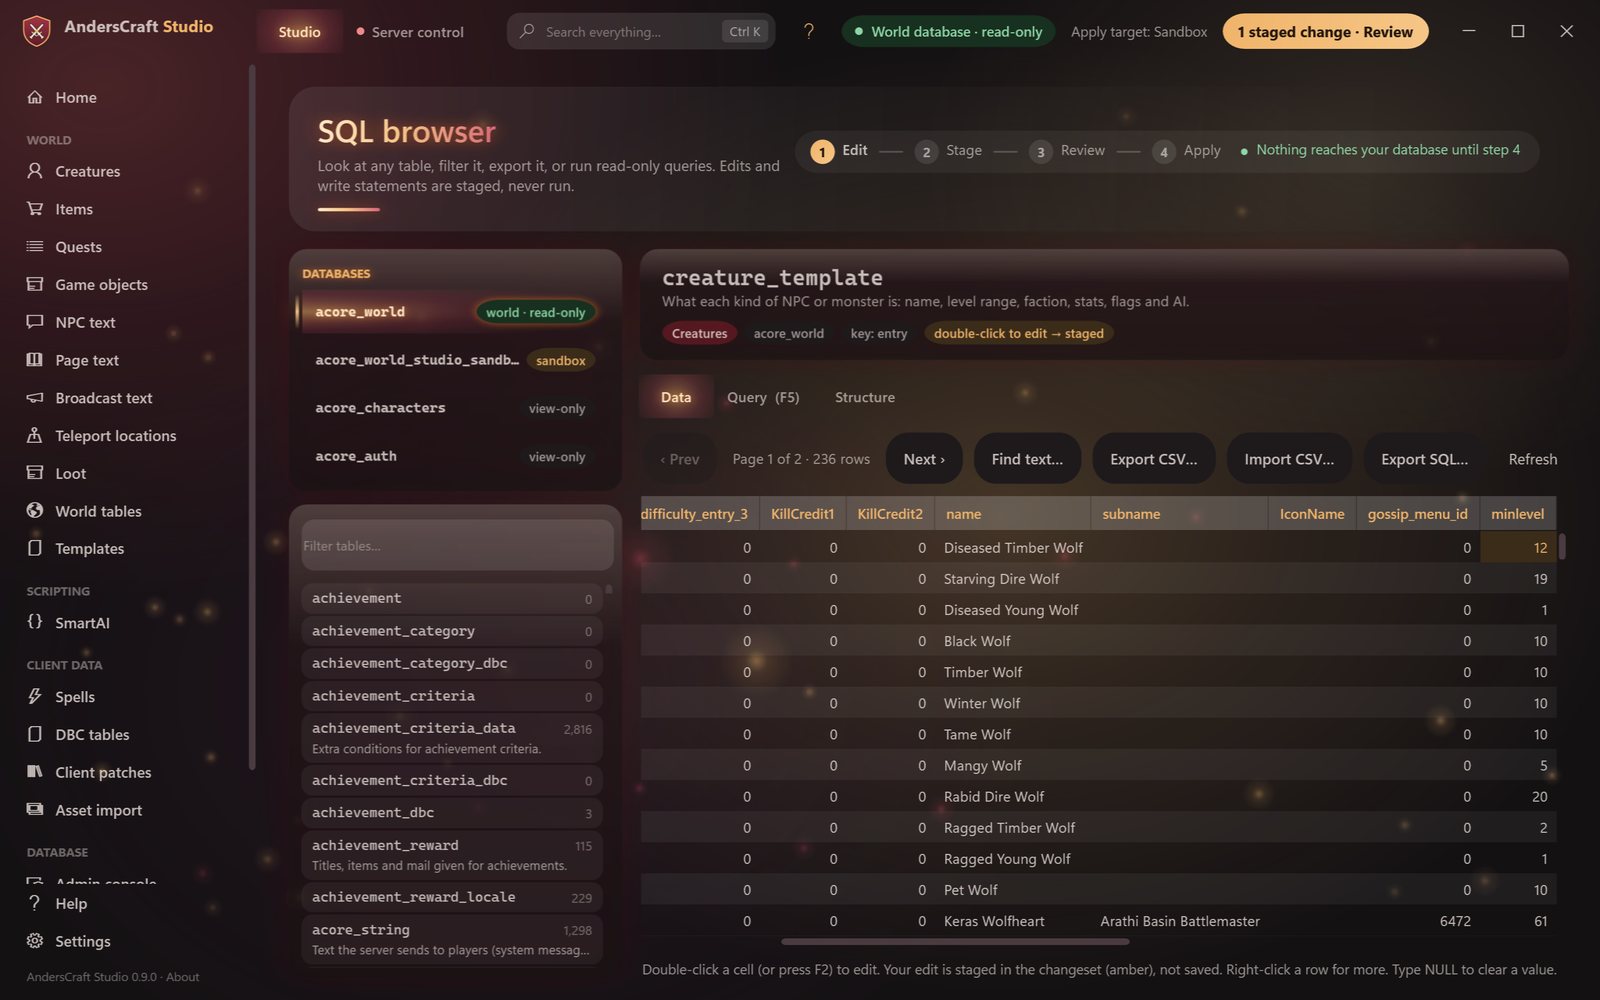 AndersCraft Studio
Studio
Server control
Search everything...
Ctrl K
?
World database · read-only
Apply target: Sandbox
1 staged change · Review
Home
WORLD
Creatures
Items
Quests
Game objects
NPC text
Page text
Broadcast text
Teleport locations
Loot
World tables
Templates
SCRIPTING
SmartAI
CLIENT DATA
Spells
DBC tables
Client patches
Asset import
DATABASE
Admin console
Help
Settings
AndersCraft Studio 0.9.0 · About
SQL browser
Look at any table, filter it, export it, or run read-only queries. Edits and
write statements are staged, never run.
1 Edit
2 Stage
3 Review
4 Apply
Nothing reaches your database until step 4
DATABASES
acore_world world · read-only
acore_world_studio_sandb… sandbox
acore_characters view-only
acore_auth view-only
Filter tables...
achievement 0
achievement_category 0
achievement_category_dbc 0
achievement_criteria 0
achievement_criteria_data 2,816
Extra conditions for achievement criteria.
achievement_criteria_dbc 0
achievement_dbc 3
achievement_reward 115
Titles, items and mail given for achievements.
achievement_reward_locale 229
acore_string 1,298
Text the server sends to players (system messag...
creature_template
What each kind of NPC or monster is: name, level range, faction, stats, flags and AI.
Creatures acore_world key: entry double-click to edit → staged
Data Query (F5) Structure
‹ Prev Page 1 of 2 · 236 rows Next › Find text... Export CSV... Import CSV... Export SQL... Refresh
difficulty_entry_3 KillCredit1 KillCredit2 name subname IconName gossip_menu_id minlevel
0 0 0 Diseased Timber Wolf 0 12
0 0 0 Starving Dire Wolf 0 19
0 0 0 Diseased Young Wolf 0 1
0 0 0 Black Wolf 0 10
0 0 0 Timber Wolf 0 10
0 0 0 Winter Wolf 0 10
0 0 0 Tame Wolf 0 10
0 0 0 Mangy Wolf 0 5
0 0 0 Rabid Dire Wolf 0 20
0 0 0 Ragged Timber Wolf 0 2
0 0 0 Ragged Young Wolf 0 1
0 0 0 Pet Wolf 0 10
0 0 0 Keras Wolfheart Arathi Basin Battlemaster 6472 61
Double-click a cell (or press F2) to edit. Your edit is staged in the changeset (amber), not saved. Right-click a row for more. Type NULL to clear a value.